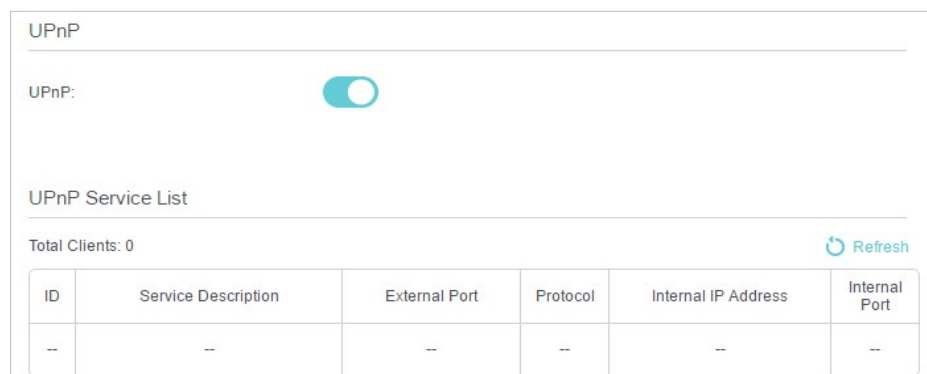 UPnP
UPnP:
UPnP Service List
Total Clients: 0 Refresh
ID Service Description External Port Protocol Internal IP Address Internal Port
-- -- -- -- -- --